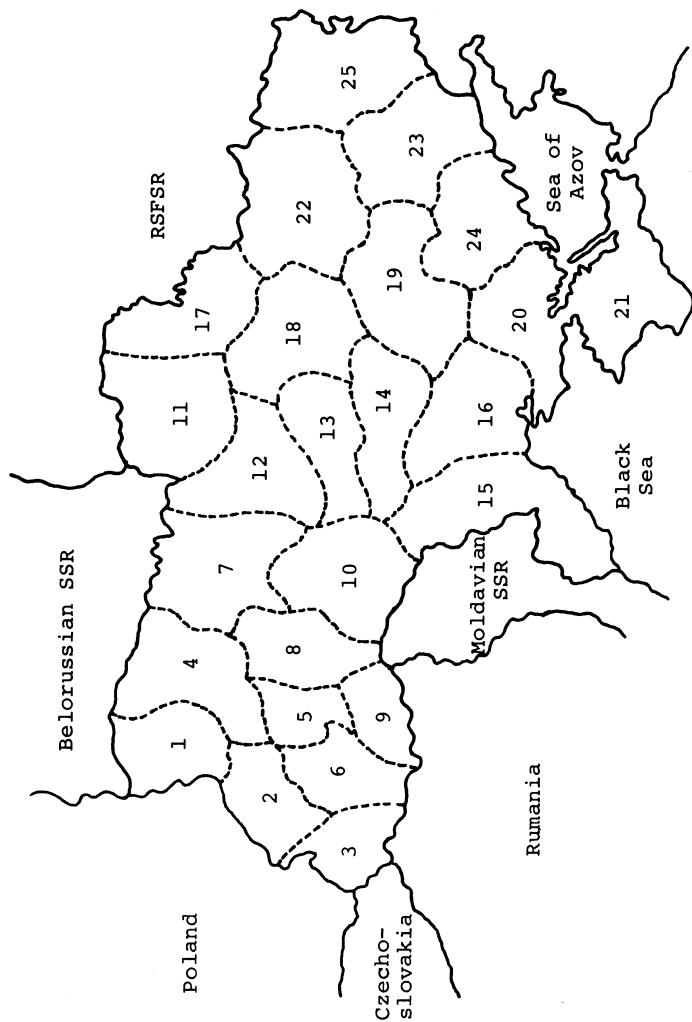 RSFSR
Belorussian SSR
Poland
Czecho-
slovakia
Rumania
Moldavian
SSR
Black
Sea
Sea of
Azov
1
2
3
4
5
6
7
8
9
10
11
12
13
14
15
16
17
18
19
20
21
22
23
24
25